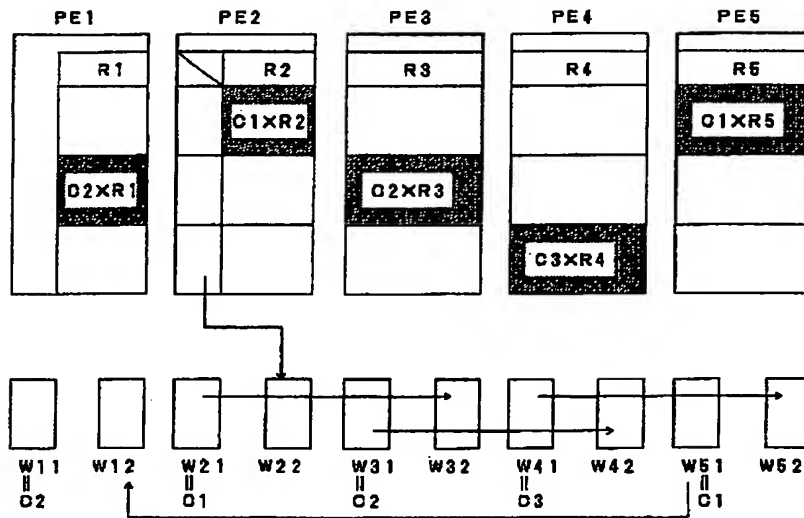 PE1 PE2 PE3 PE4 PE5
R1 R2 R3 R4 R5
C1×R2 C1×R5
C2×R1 C2×R3
C3×R4
W11 W12 W21 W22 W31 W32 W41 W42 W51 W52
= = = = =
C2 C1 C2 C3 C1